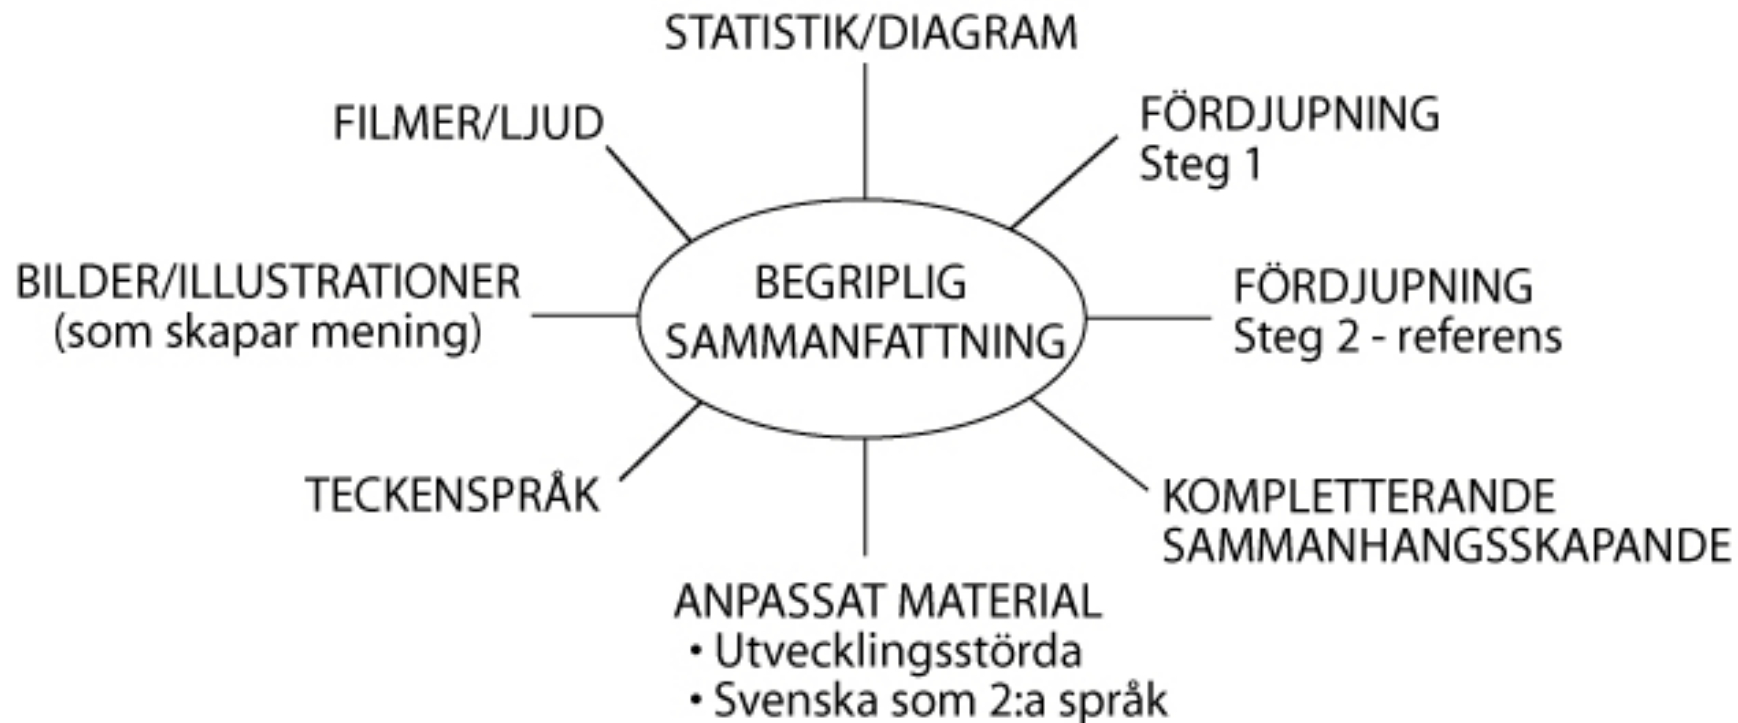 STATISTIK/DIAGRAM
FILMER/LJUD
FÖRDJUPNING
Steg 1
BILDER/ILLUSTRATIONER
(som skapar mening)
BEGRIPLIG
SAMMANFATTNING
FÖRDJUPNING
Steg 2 - referens
TECKENSPRÅK
KOMPLETTERANDE
SAMMANHANGSSKAPANDE
ANPASSAT MATERIAL
• Utvecklingsstörda
• Svenska som 2:a språk